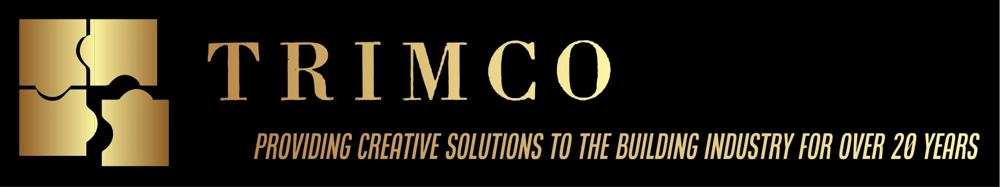 TRIMCO
PROVIDING CREATIVE SOLUTIONS TO THE BUILDING INDUSTRY FOR OVER 20 YEARS